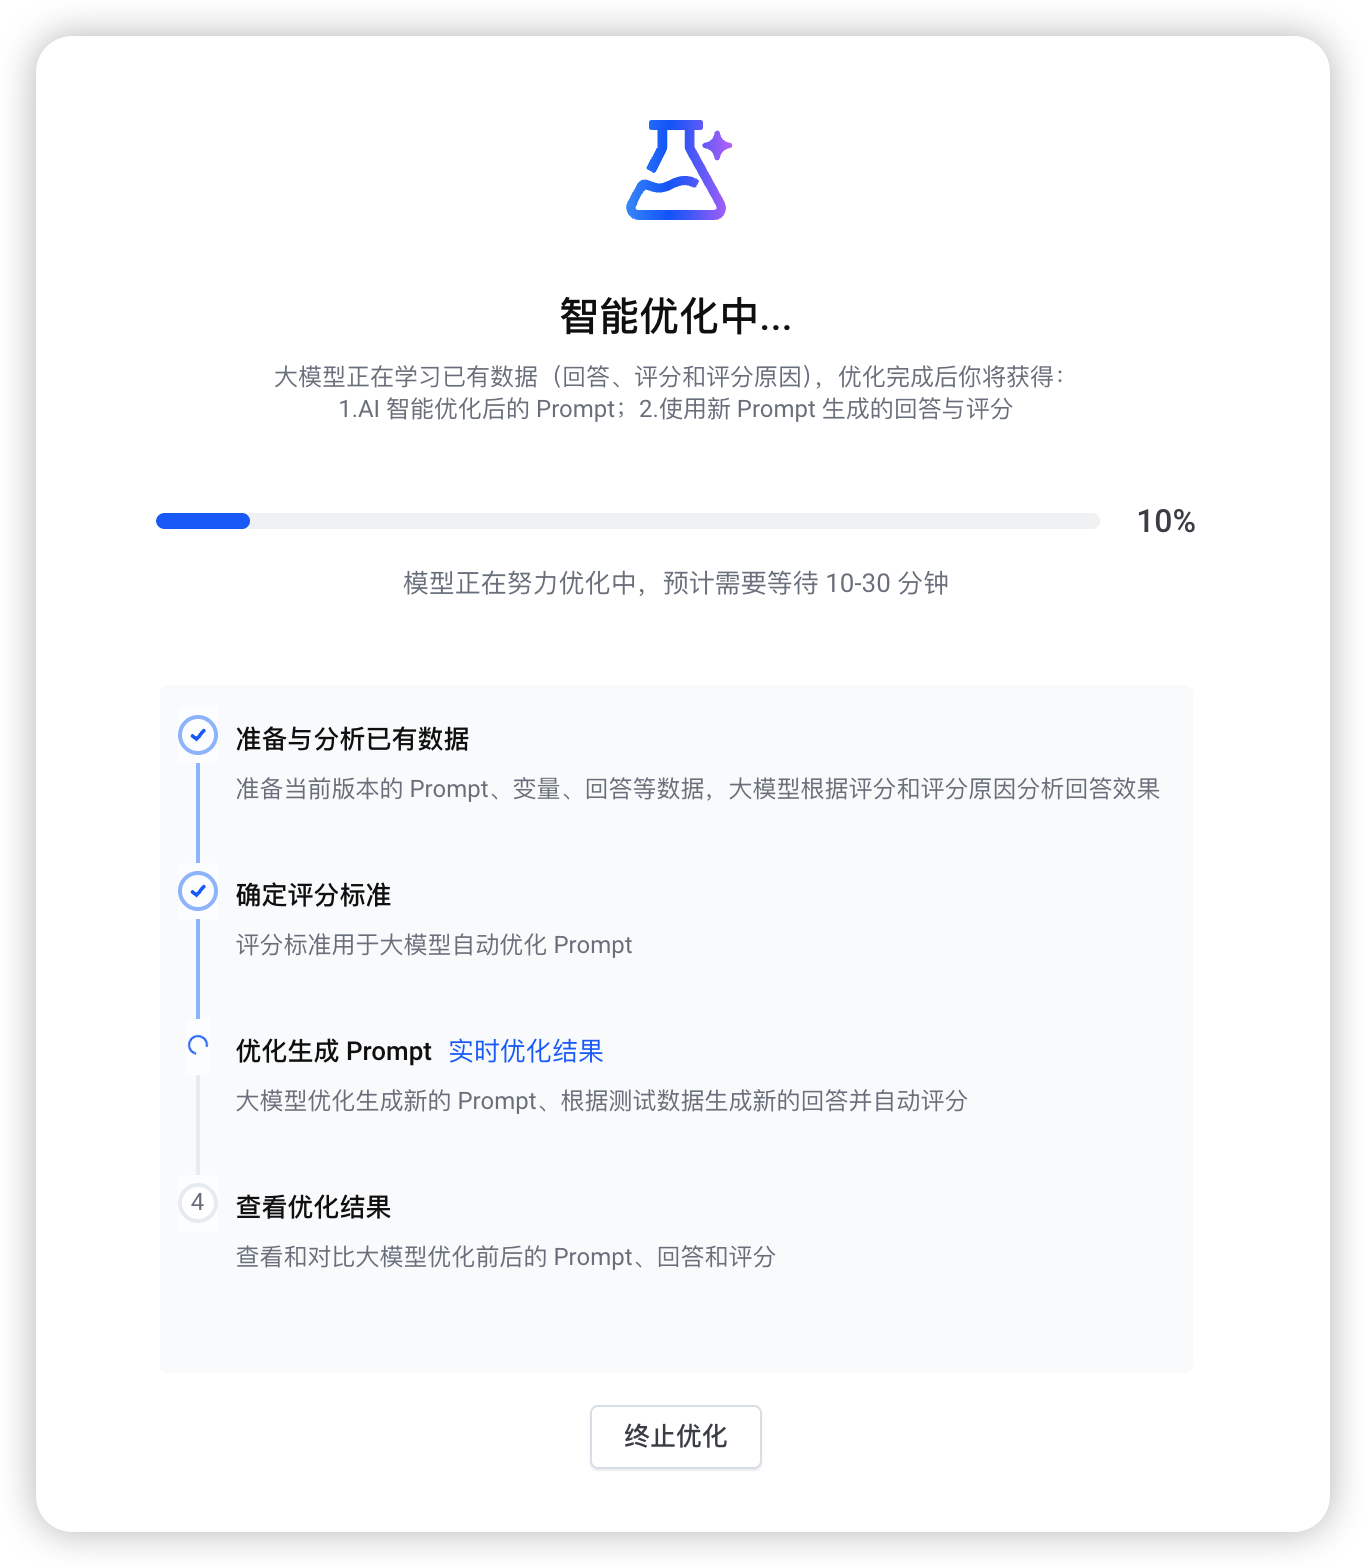 智能优化中...
大模型正在学习已有数据（回答、评分和评分原因），优化完成后你将获得：
1.AI 智能优化后的 Prompt；2.使用新 Prompt 生成的回答与评分
10%
模型正在努力优化中，预计需要等待 10-30 分钟
准备与分析已有数据
准备当前版本的 Prompt、变量、回答等数据，大模型根据评分和评分原因分析回答效果
确定评分标准
评分标准用于大模型自动优化 Prompt
优化生成 Prompt 实时优化结果
大模型优化生成新的 Prompt、根据测试数据生成新的回答并自动评分
4 查看优化结果
查看和对比大模型优化前后的 Prompt、回答和评分
终止优化